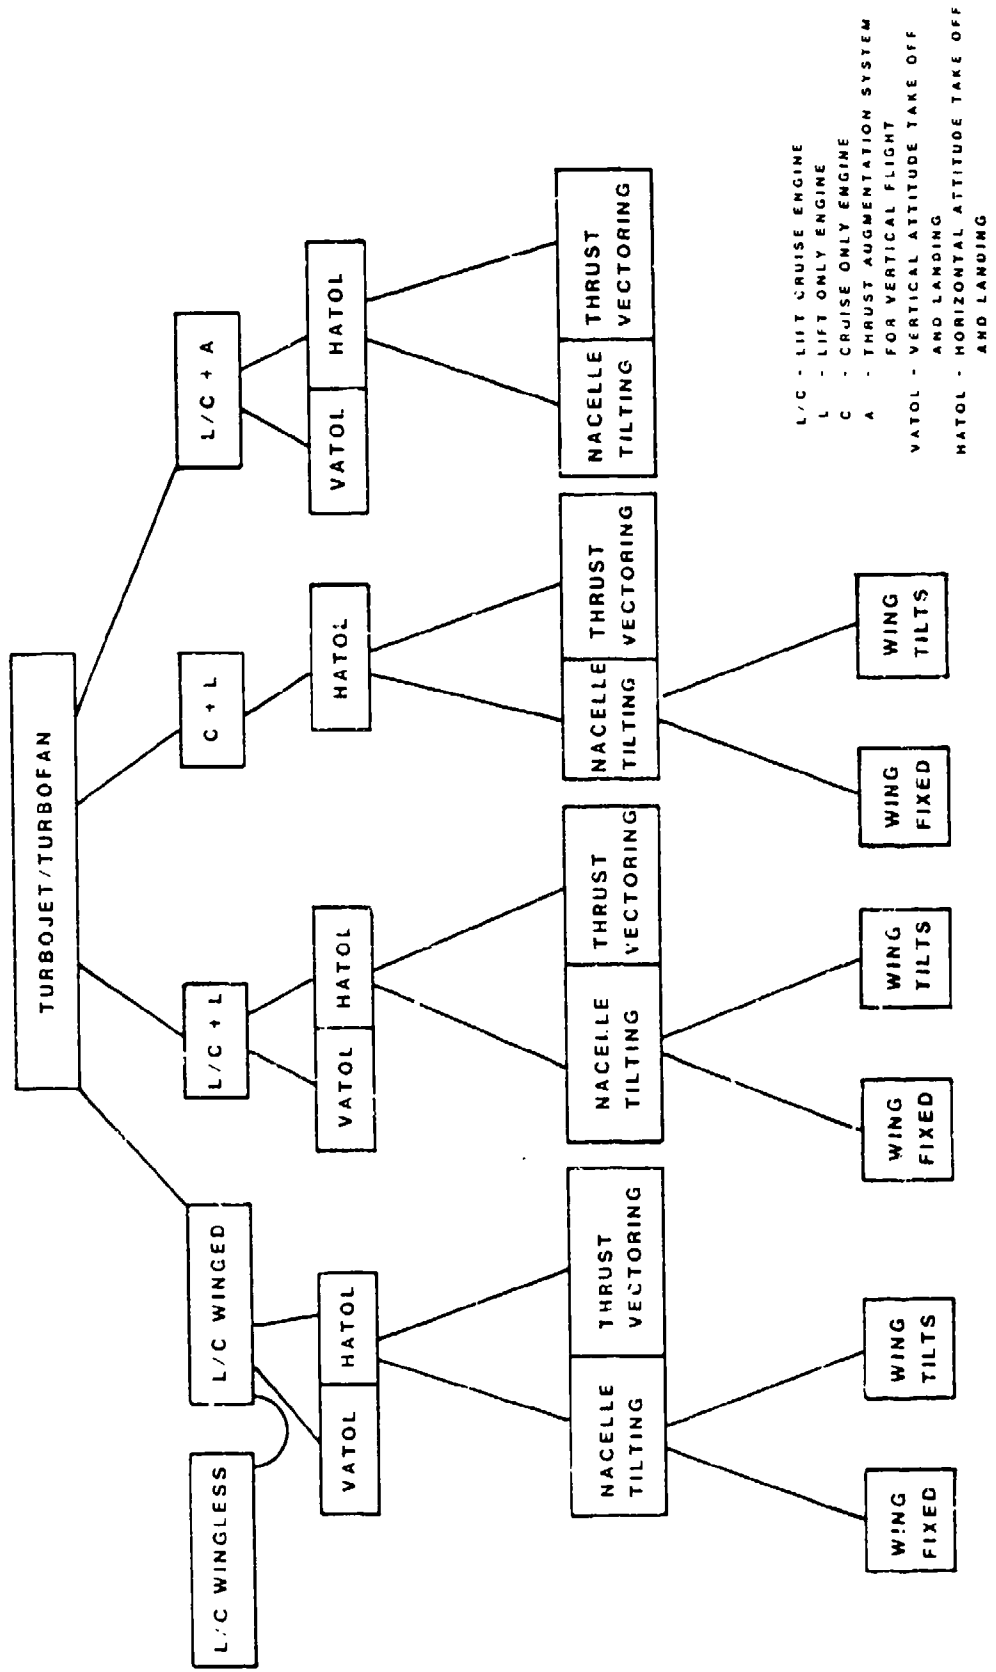 TURBOJET/TURBOFAN
L/C WINGLESS
L/C WINGED
L/C + L
C + L
L/C + A
VATOL
HATOL
VATOL
HATOL
HATOL
VATOL
HATOL
NACELLE
TILTING
THRUST
VECTORING
NACELLE
TILTING
THRUST
VECTORING
NACELLE
TILTING
THRUST
VECTORING
NACELLE
TILTING
THRUST
VECTORING
WING
FIXED
WING
TILTS
WING
FIXED
WING
TILTS
WING
FIXED
WING
TILTS
L/C - LIFT CRUISE ENGINE
L - LIFT ONLY ENGINE
C - CRUISE ONLY ENGINE
A - THRUST AUGMENTATION SYSTEM
FOR VERTICAL FLIGHT
VATOL - VERTICAL ATTITUDE TAKE OFF
AND LANDING
HATOL - HORIZONTAL ATTITUDE TAKE OFF
AND LANDING